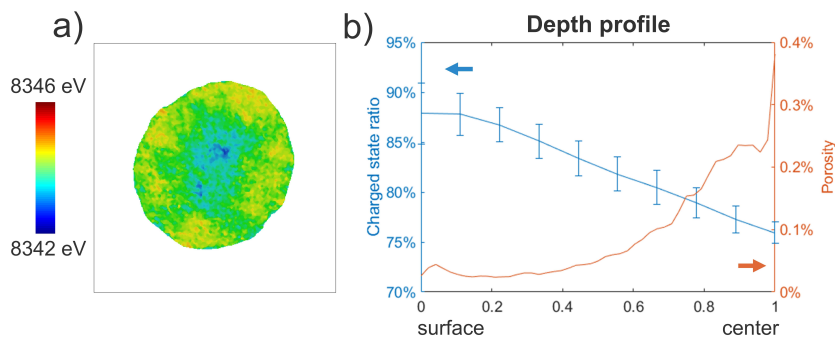 a)
8346 eV
8342 eV
b)
Depth profile
95%
90%
85%
80%
75%
70%
Charged state ratio
0.4%
0.3%
0.2%
0.1%
0%
Porosity
0 0.2 0.4 0.6 0.8 1
surface center